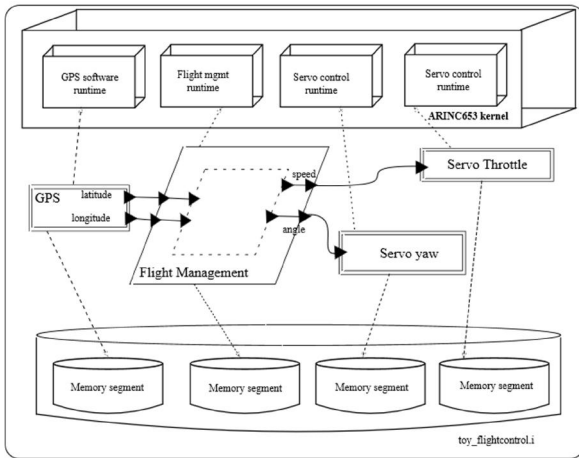 GPS software
runtime
Flight mgmt
runtime
Servo control
runtime
Servo control
runtime
ARINC653 kernel
GPS
latitude
longitude
speed
angle
Flight Management
Servo Throttle
Servo yaw
Memory segment
Memory segment
Memory segment
Memory segment
toy_flightcontrol.i